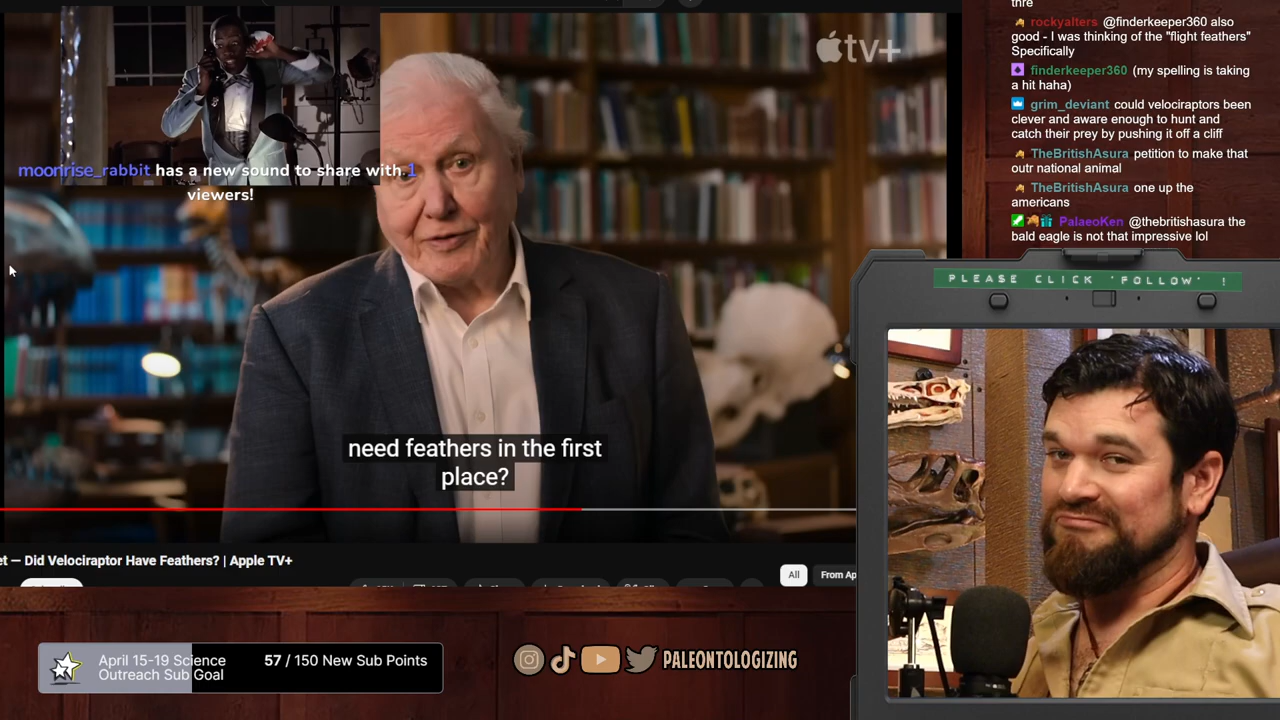 tv+
moonrise_rabbit has a new sound to share with 1
viewers!
need feathers in the first
place?
et — Did Velociraptor Have Feathers? | Apple TV+
All
From Ap
April 15-19 Science
Outreach Sub Goal
57 / 150 New Sub Points
PALEONTOLOGIZING
thre
rockyalters @finderkeeper360 also
good - I was thinking of the "flight feathers"
Specifically
finderkeeper360 (my spelling is taking
a hit haha)
grim_deviant could velociraptors been
clever and aware enough to hunt and
catch their prey by pushing it off a cliff
TheBritishAsura petition to make that
outr national animal
TheBritishAsura one up the
americans
PalaeoKen @thebritishasura the
bald eagle is not that impressive lol
PLEASE CLICK 'FOLLOW' !